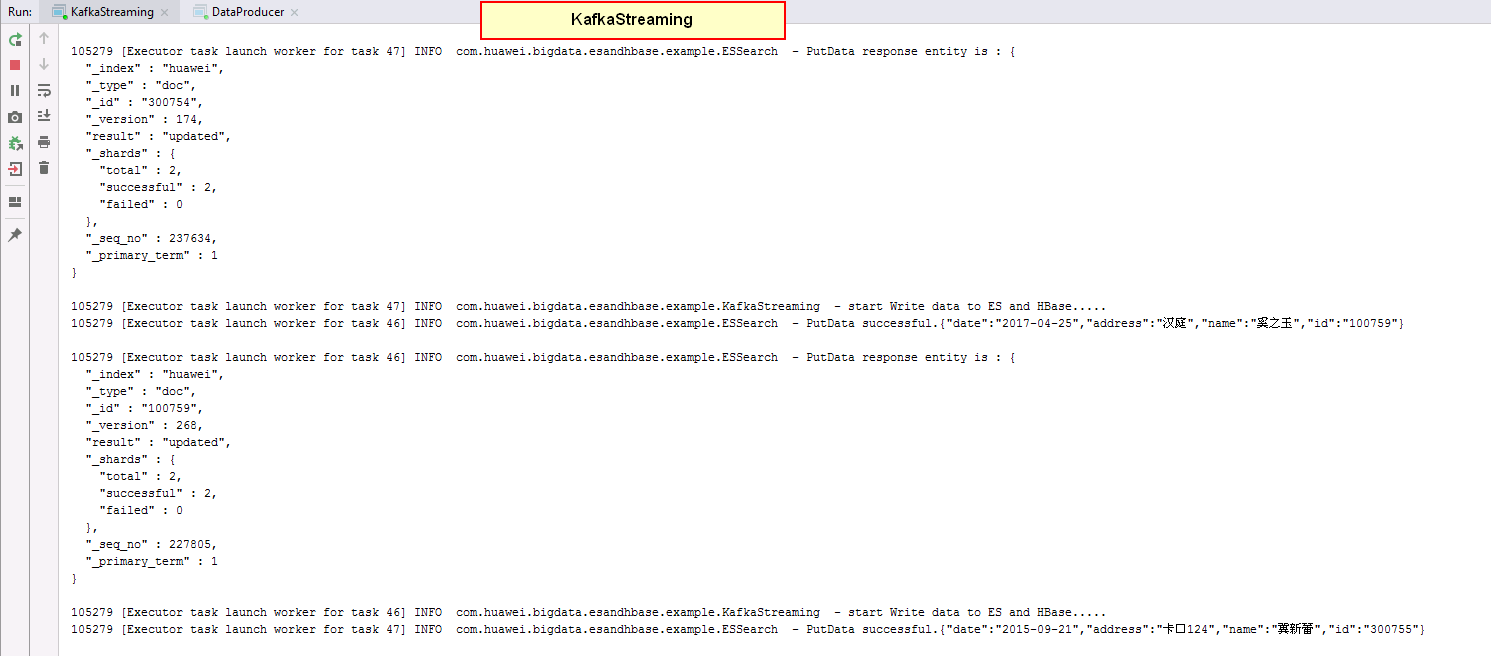 Run: KafkaStreaming DataProducer
KafkaStreaming
105279 [Executor task launch worker for task 47] INFO com.huawei.bigdata.esandhbase.example.ESSearch - PutData response entity is : {
"_index" : "huawei",
"_type" : "doc",
"_id" : "300754",
"_version" : 174,
"result" : "updated",
"_shards" : {
"total" : 2,
"successful" : 2,
"failed" : 0
},
"_seq_no" : 237634,
"_primary_term" : 1
}
105279 [Executor task launch worker for task 47] INFO com.huawei.bigdata.esandhbase.example.KafkaStreaming - start Write data to ES and HBase.....
105279 [Executor task launch worker for task 46] INFO com.huawei.bigdata.esandhbase.example.ESSearch - PutData successful.{"date":"2017-04-25","address":"汉庭","name":"奚之玉","id":"100759"}
105279 [Executor task launch worker for task 46] INFO com.huawei.bigdata.esandhbase.example.ESSearch - PutData response entity is : {
"_index" : "huawei",
"_type" : "doc",
"_id" : "100759",
"_version" : 268,
"result" : "updated",
"_shards" : {
"total" : 2,
"successful" : 2,
"failed" : 0
},
"_seq_no" : 227805,
"_primary_term" : 1
}
105279 [Executor task launch worker for task 46] INFO com.huawei.bigdata.esandhbase.example.KafkaStreaming - start Write data to ES and HBase.....
105279 [Executor task launch worker for task 47] INFO com.huawei.bigdata.esandhbase.example.ESSearch - PutData successful.{"date":"2015-09-21","address":"卡口124","name":"冀新蕾","id":"300755"}